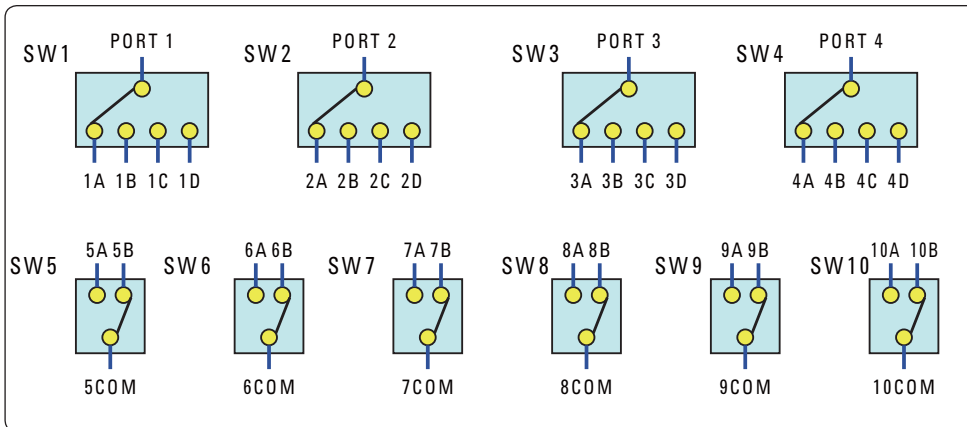 SW1 PORT 1 SW2 PORT 2 SW3 PORT 3 SW4 PORT 4
1A 1B 1C 1D 2A 2B 2C 2D 3A 3B 3C 3D 4A 4B 4C 4D
SW5 5A 5B SW6 6A 6B SW7 7A 7B SW8 8A 8B SW9 9A 9B SW10 10A 10B
5COM 6COM 7COM 8COM 9COM 10COM